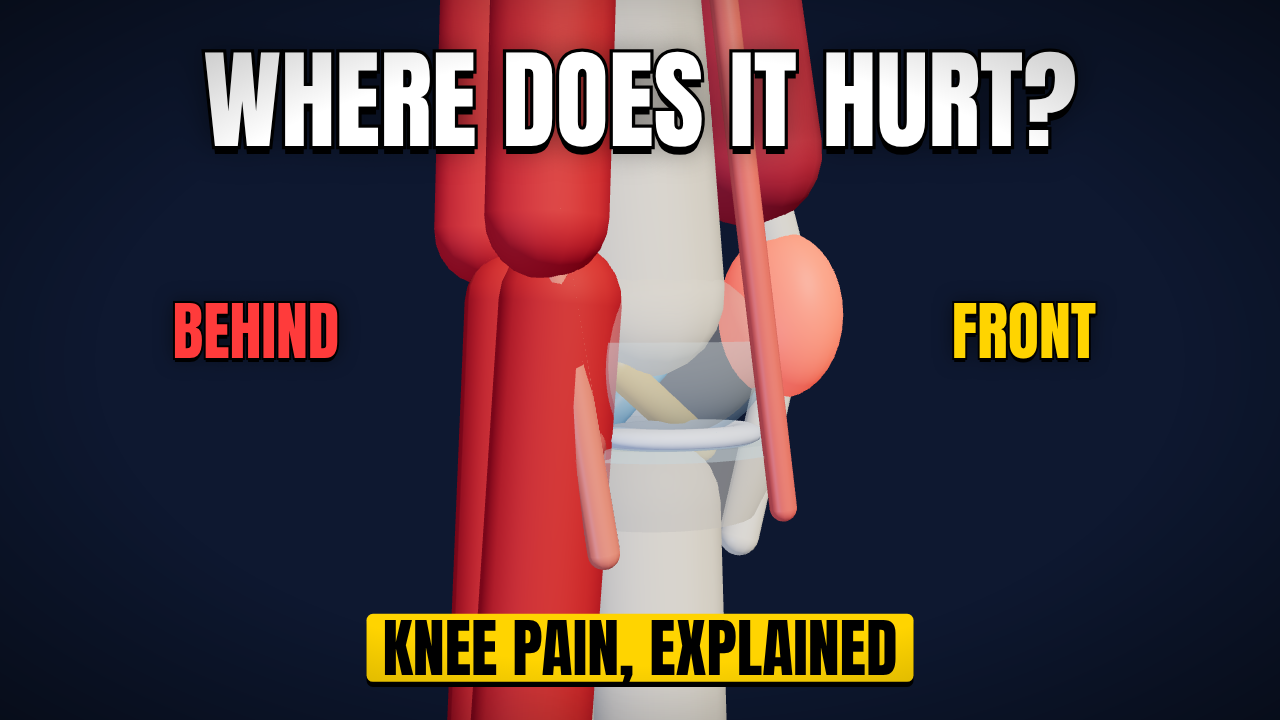 WHERE DOES IT HURT?
BEHIND
FRONT
KNEE PAIN, EXPLAINED